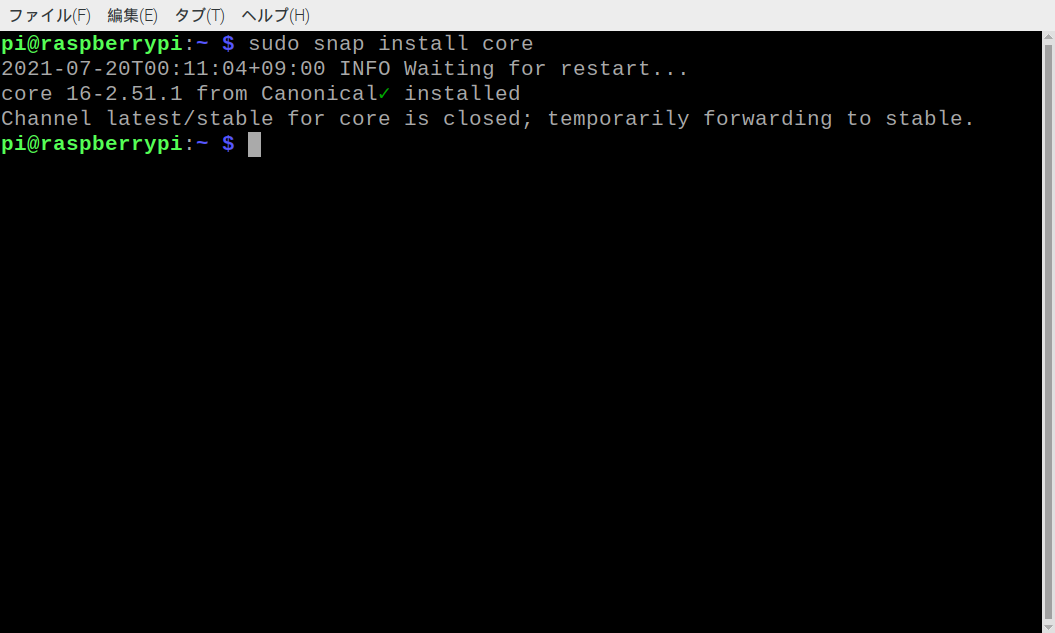 ファイル(F) 編集(E) タブ(T) ヘルプ(H)
pi@raspberrypi:~ $ sudo snap install core
2021-07-20T00:11:04+09:00 INFO Waiting for restart...
core 16-2.51.1 from Canonical✓ installed
Channel latest/stable for core is closed; temporarily forwarding to stable.
pi@raspberrypi:~ $